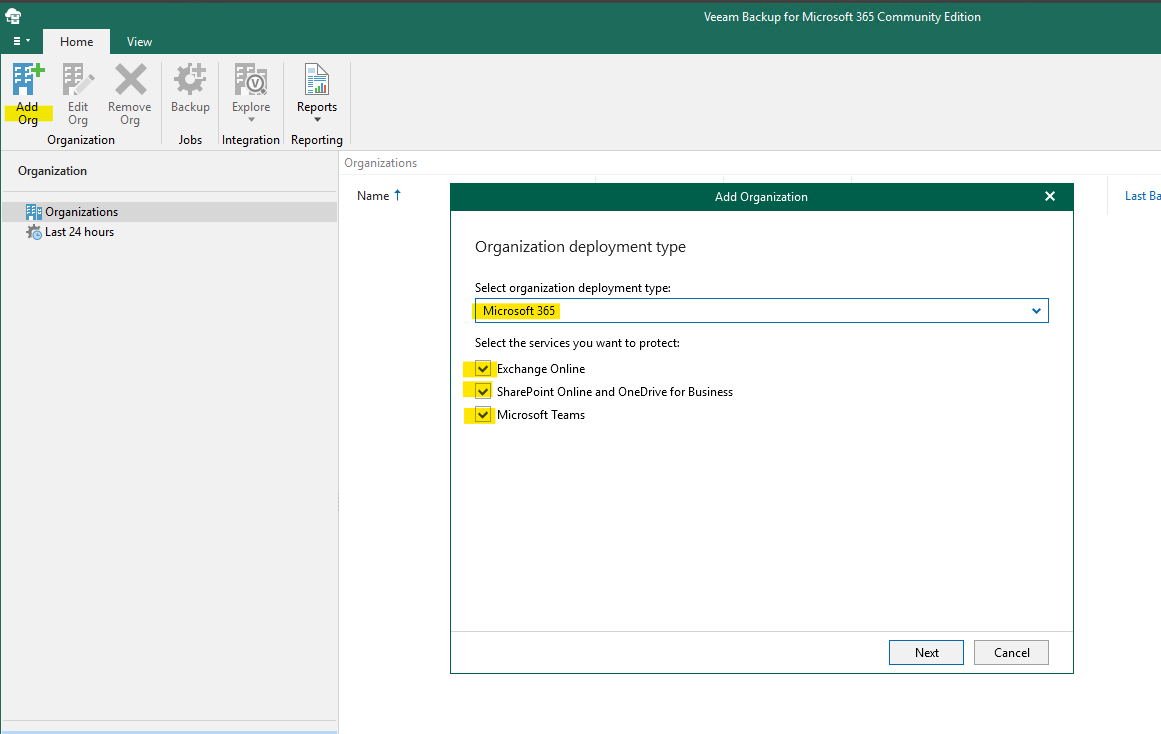 Veeam Backup for Microsoft 365 Community Edition
Home View
Add Org
Edit Org
Remove Org
Backup
Explore
Reports
Organization Jobs Integration Reporting
Organization
Organizations
Last 24 hours
Organizations
Name
Last Ba
Add Organization
Organization deployment type
Select organization deployment type:
Microsoft 365
Select the services you want to protect:
Exchange Online
SharePoint Online and OneDrive for Business
Microsoft Teams
Next Cancel